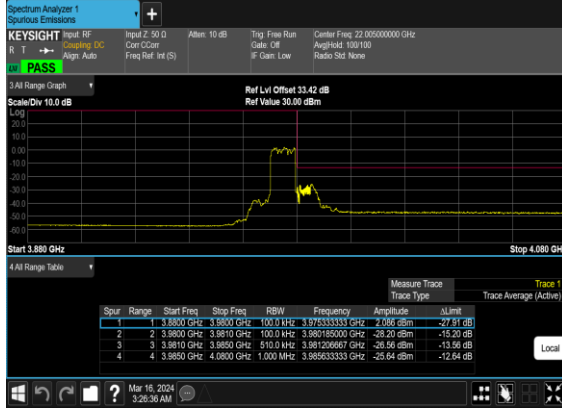 Spectrum Analyzer 1
Spurious Emissions
+
KEYSIGHT Input: RF Input Z: 50 Ω Atten: 10 dB Trig: Free Run Center Freq: 22.005000000 GHz
R T Coupling: DC Corr CCorr Gate: Off Avg|Hold: 100/100
Align: Auto Freq Ref: Int (S) IF Gain: Low Radio Std: None
PASS
3 All Range Graph Ref Lvl Offset 33.42 dB
Scale/Div 10.0 dB Ref Value 30.00 dBm
Log
20.0
10.0
0.00
-10.0
-20.0
-30.0
-40.0
-50.0
-60.0
Start 3.880 GHz Stop 4.080 GH
4 All Range Table
Measure Trace Trace 1
Trace Type Trace Average (Active)
Spur Range Start Freq Stop Freq RBW Frequency Amplitude ΔLimit
1 1 3.8800 GHz 3.9800 GHz 100.0 kHz 3.975333333 GHz 2.086 dBm -27.91 dB
2 2 3.9800 GHz 3.9810 GHz 100.0 kHz 3.980185000 GHz -28.20 dBm -15.20 dB
3 3 3.9810 GHz 3.9850 GHz 510.0 kHz 3.981206667 GHz -26.56 dBm -13.56 dB
4 4 3.9850 GHz 4.0800 GHz 1.000 MHz 3.985633333 GHz -25.64 dBm -12.64 dB
Local
? Mar 16, 2024
3:26:36 AM